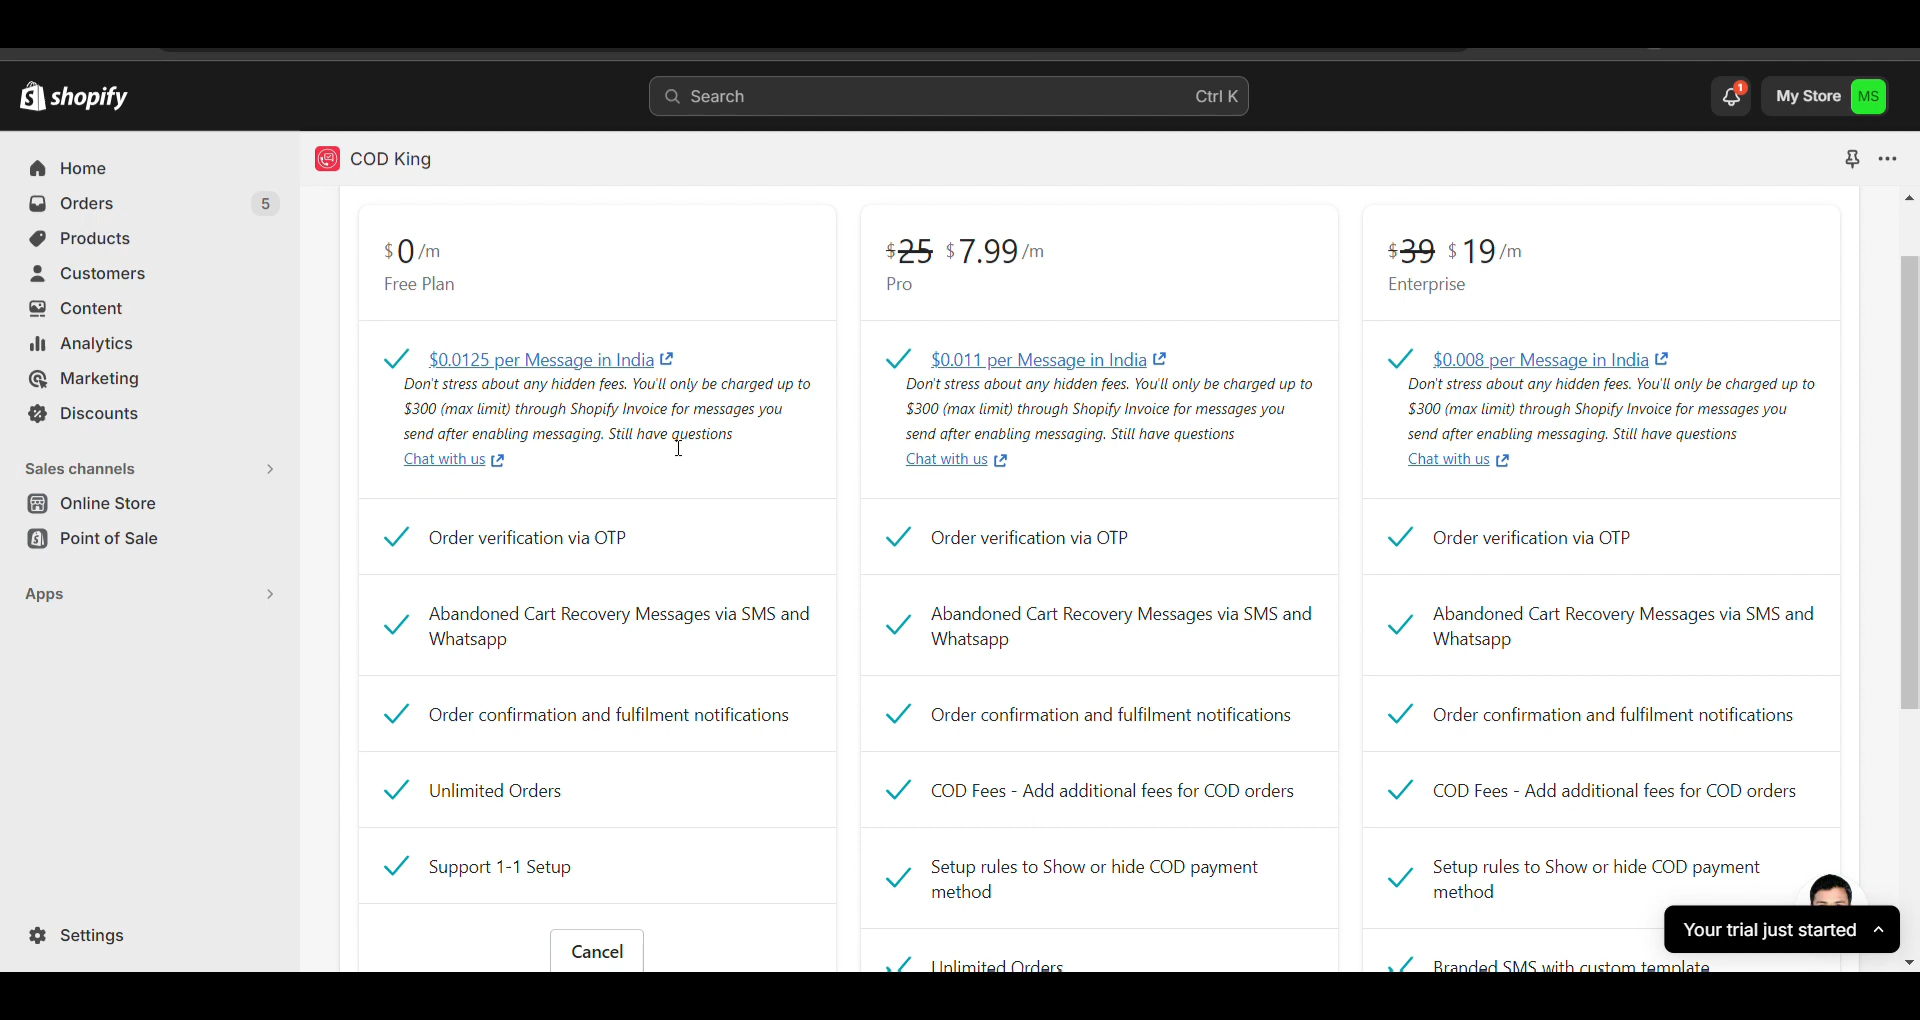 shopify
Search
Ctrl K
1
My Store
MS
Home
Orders
5
Products
Customers
Content
Analytics
Marketing
Discounts
Sales channels
Online Store
Point of Sale
Apps
Settings
COD King
$0/m
Free Plan
$0.0125 per Message in India
Don't stress about any hidden fees. You'll only be charged up to
$300 (max limit) through Shopify Invoice for messages you
send after enabling messaging. Still have questions
Chat with us
Order verification via OTP
Abandoned Cart Recovery Messages via SMS and
Whatsapp
Order confirmation and fulfilment notifications
Unlimited Orders
Support 1-1 Setup
Cancel
$25 $7.99/m
Pro
$0.011 per Message in India
Don't stress about any hidden fees. You'll only be charged up to
$300 (max limit) through Shopify Invoice for messages you
send after enabling messaging. Still have questions
Chat with us
Order verification via OTP
Abandoned Cart Recovery Messages via SMS and
Whatsapp
Order confirmation and fulfilment notifications
COD Fees - Add additional fees for COD orders
Setup rules to Show or hide COD payment
method
Unlimited Orders
$39 $19/m
Enterprise
$0.008 per Message in India
Don't stress about any hidden fees. You'll only be charged up to
$300 (max limit) through Shopify Invoice for messages you
send after enabling messaging. Still have questions
Chat with us
Order verification via OTP
Abandoned Cart Recovery Messages via SMS and
Whatsapp
Order confirmation and fulfilment notifications
COD Fees - Add additional fees for COD orders
Setup rules to Show or hide COD payment
method
Branded SMS with custom template
Your trial just started